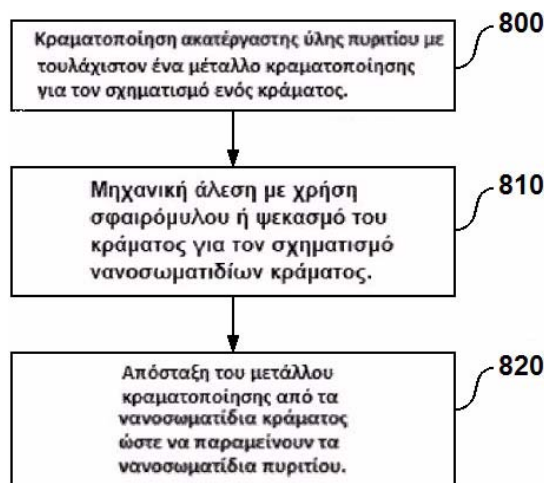 Κραματοποίηση ακατέργαστης ύλης πυριτίου με
τουλάχιστον ένα μέταλλο κραματοποίησης
για τον σχηματισμό ενός κράματος.
800
Μηχανική άλεση με χρήση
σφαιρόμυλου ή ψεκασμό του
κράματος για τον σχηματισμό
νανοσωματιδίων κράματος.
810
Απόσταξη του μετάλλου
κραματοποίησης από τα
νανοσωματίδια κράματος
ώστε να παραμείνουν τα
νανοσωματίδια πυριτίου.
820